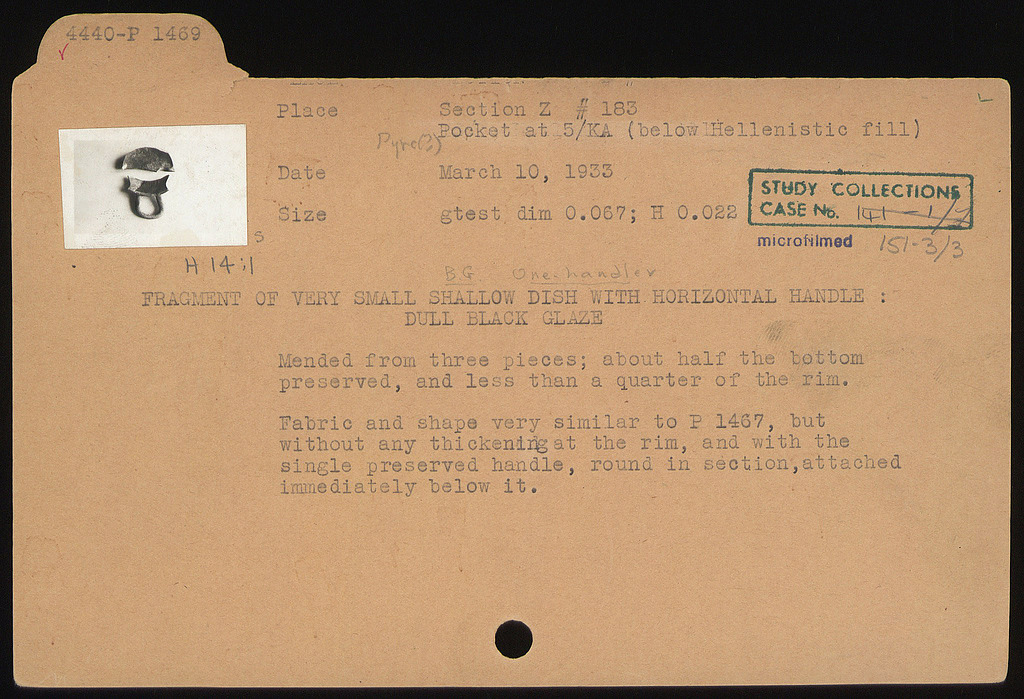 4440-P 1469
Place Section Z # 183
Pocket at 5/KA (below Hellenistic fill)
Pyre(?)
Date March 10, 1933
STUDY COLLECTIONS
CASE No. 141-1/2
Size gtest dim 0.067; H 0.022
microfilmed 151-3/3
S
H 14:1
B.G. One-handler
FRAGMENT OF VERY SMALL SHALLOW DISH WITH HORIZONTAL HANDLE :
DULL BLACK GLAZE
Mended from three pieces; about half the bottom
preserved, and less than a quarter of the rim.
Fabric and shape very similar to P 1467, but
without any thickening at the rim, and with the
single preserved handle, round in section,attached
immediately below it.